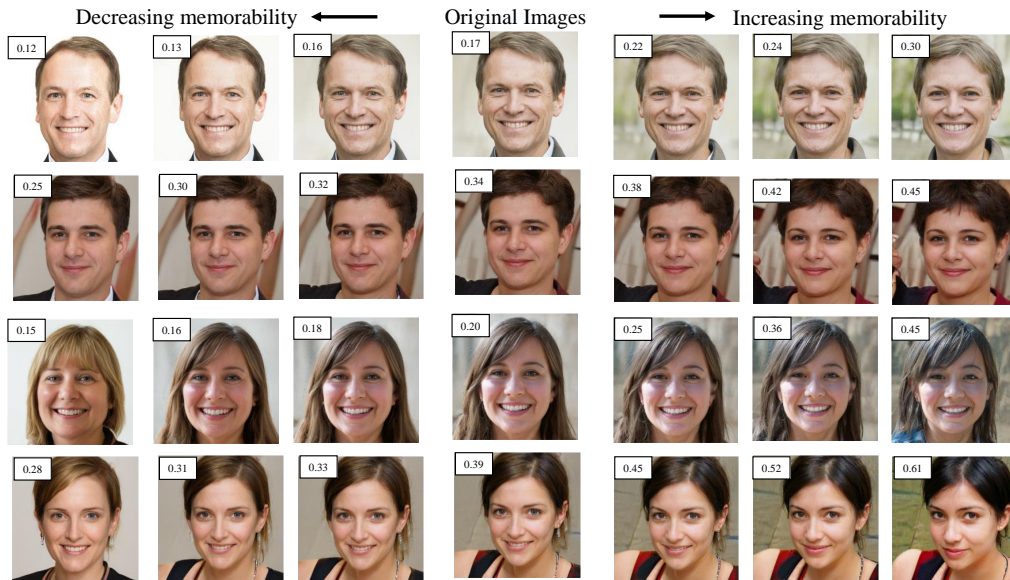 Decreasing memorability
Original Images
Increasing memorability
0.12 0.13 0.16 0.17 0.22 0.24 0.30
0.25 0.30 0.32 0.34 0.38 0.42 0.45
0.15 0.16 0.18 0.20 0.25 0.36 0.45
0.28 0.31 0.33 0.39 0.45 0.52 0.61